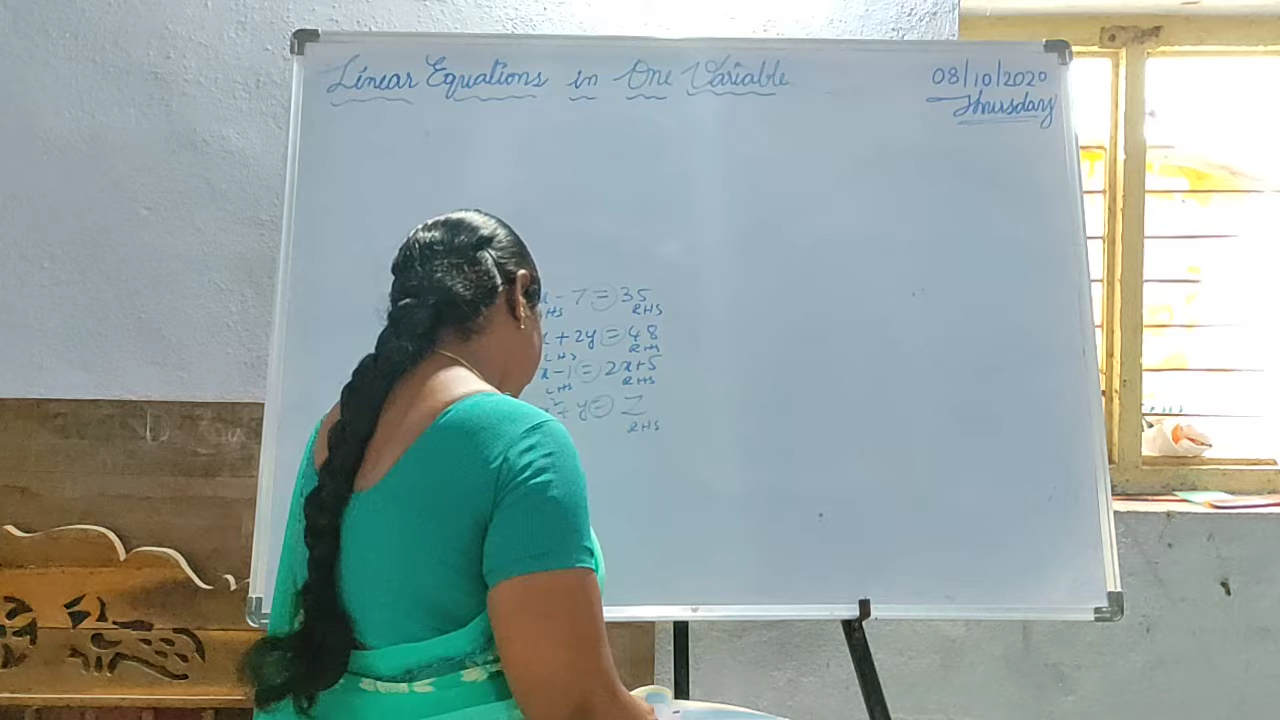 Linear Equations in One Variable
08/10/2020
Thursday
x - 7 = 35
LHS RHS
x + 2y = 48
LHS RHS
x - 1 = 2x + 5
LHS RHS
² + y = z
RHS